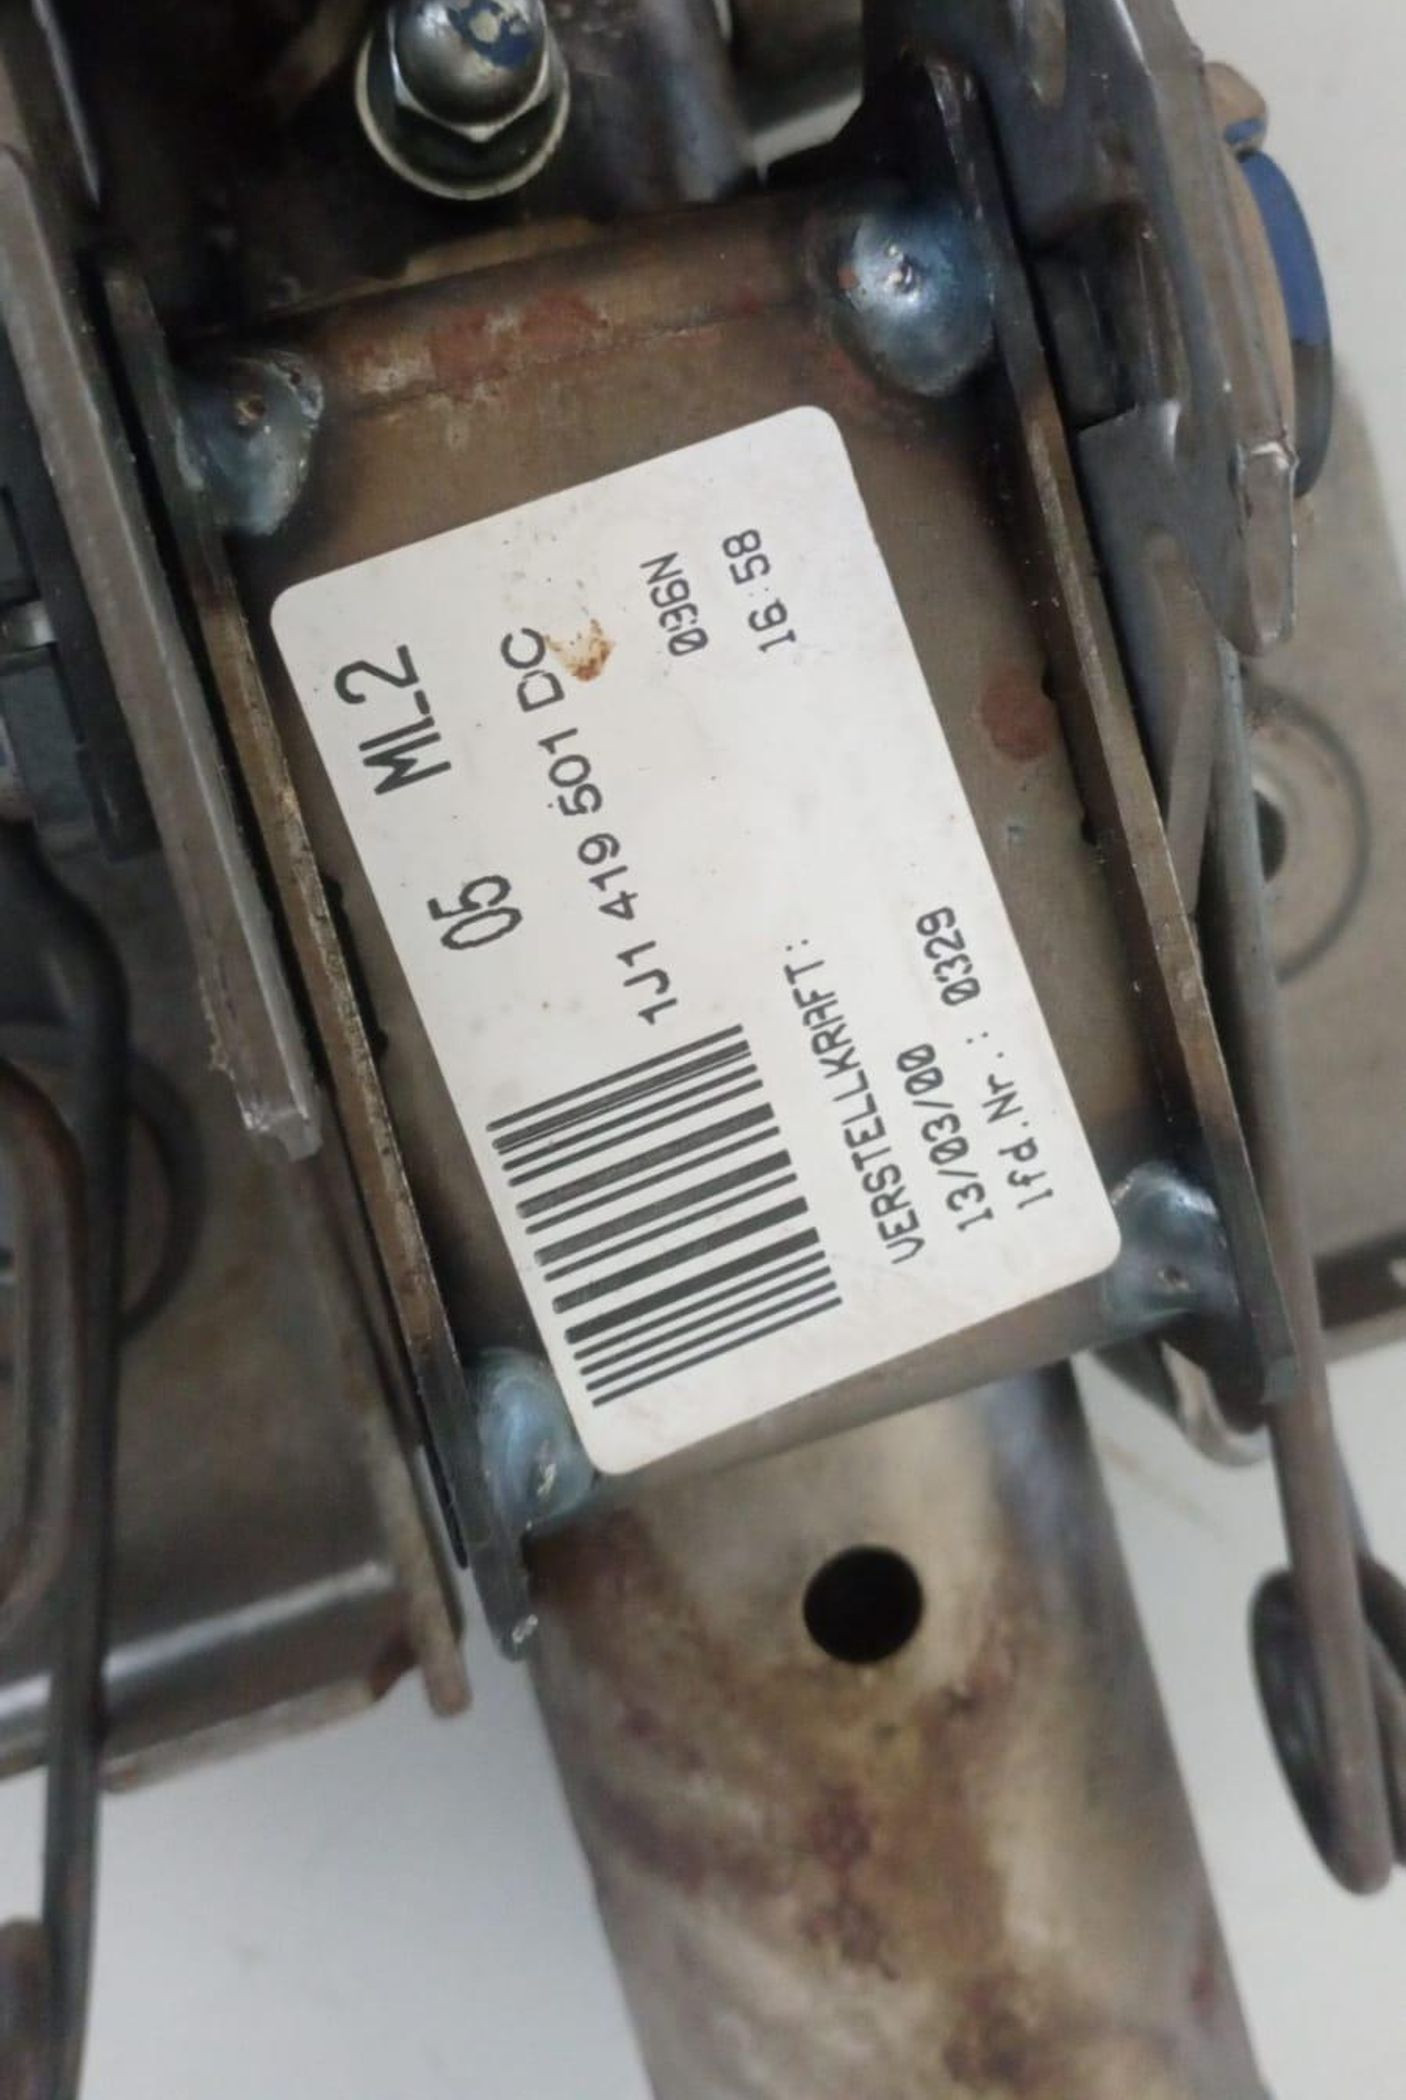 05 ML2
1J1 419 501 DC
VERSTELLKRAFT: 036N
13/03/00 16:58
lfd.Nr.: 0329